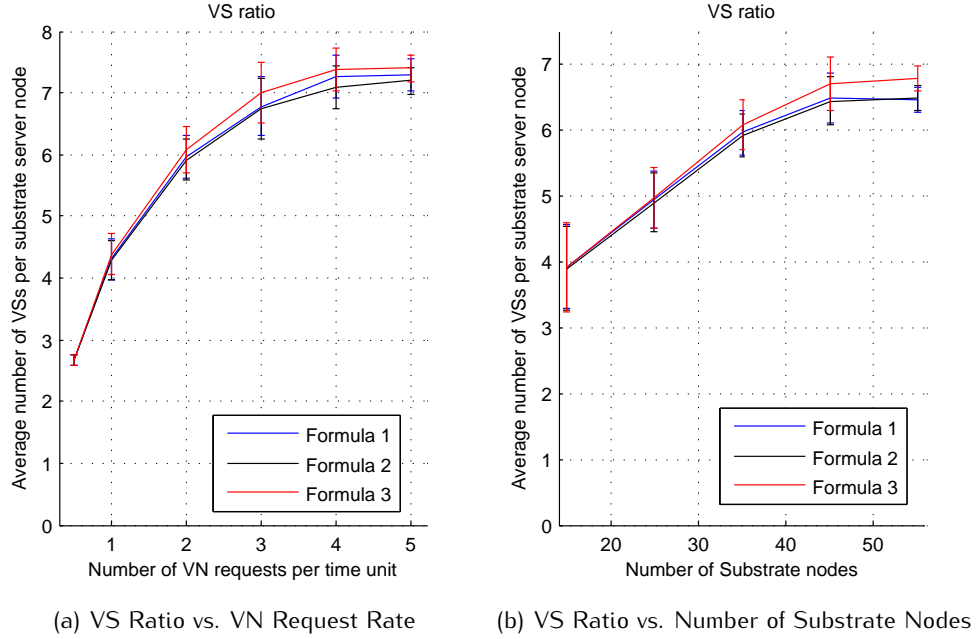 VS ratio
Average number of VSs per substrate server node
8
7
6
5
4
3
2
1
0
Formula 1
Formula 2
Formula 3
1 2 3 4 5
Number of VN requests per time unit
(a) VS Ratio vs. VN Request Rate
VS ratio
Average number of VSs per substrate server node
7
6
5
4
3
2
1
0
Formula 1
Formula 2
Formula 3
20 30 40 50
Number of Substrate nodes
(b) VS Ratio vs. Number of Substrate Nodes